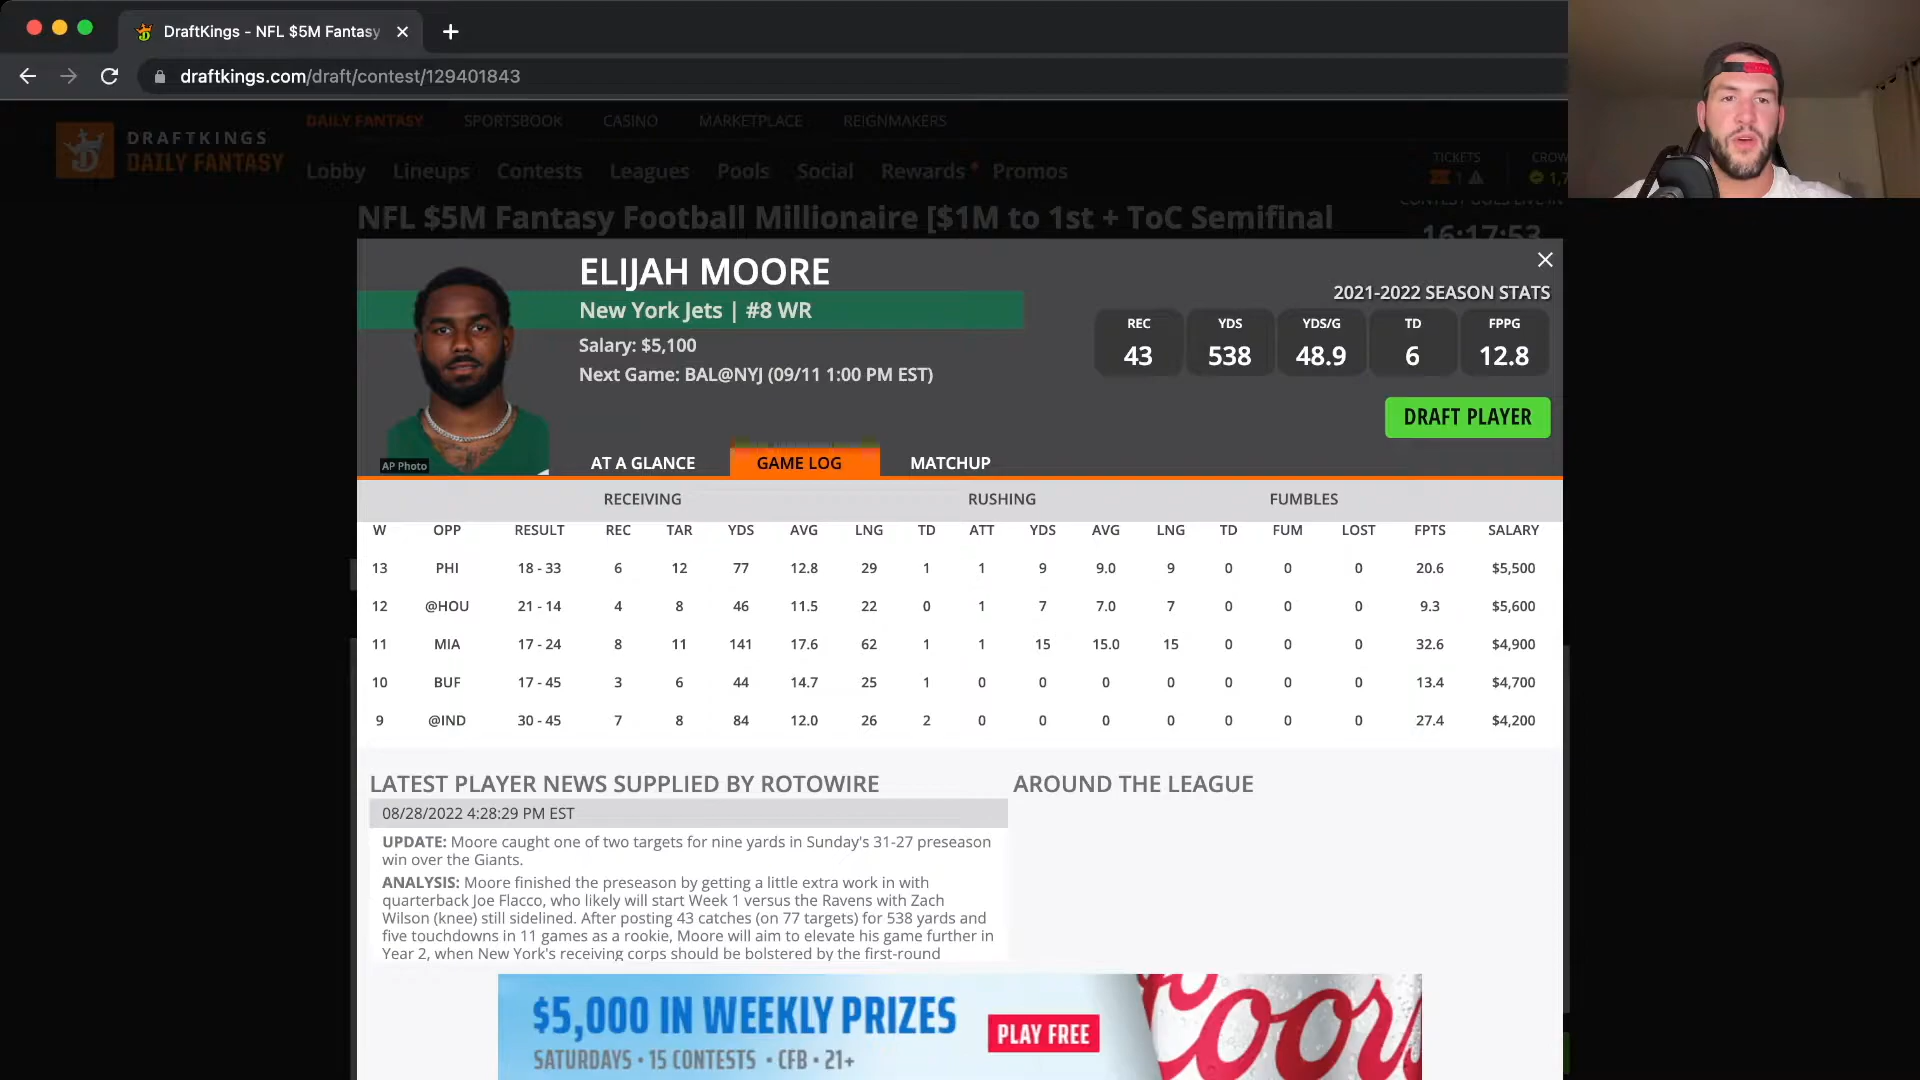 DraftKings - NFL $5M Fantasy
draftkings.com/draft/contest/129401843
DRAFTKINGS
DAILY FANTASY
DAILY FANTASY SPORTSBOOK CASINO MARKETPLACE REIGNMAKERS
Lobby Lineups Contests Leagues Pools Social Rewards Promos
TICKETS
1
NFL $5M Fantasy Football Millionaire [$1M to 1st + ToC Semifinal
16:17:53
ELIJAH MOORE
New York Jets | #8 WR
Salary: $5,100
Next Game: BAL@NYJ (09/11 1:00 PM EST)
2021-2022 SEASON STATS
REC YDS YDS/G TD FPPG
43 538 48.9 6 12.8
DRAFT PLAYER
AP Photo
AT A GLANCE GAME LOG MATCHUP
RECEIVING RUSHING FUMBLES
W OPP RESULT REC TAR YDS AVG LNG TD ATT YDS AVG LNG TD FUM LOST FPTS SALARY
13 PHI 18 - 33 6 12 77 12.8 29 1 1 9 9.0 9 0 0 0 20.6 $5,500
12 @HOU 21 - 14 4 8 46 11.5 22 0 1 7 7.0 7 0 0 0 9.3 $5,600
11 MIA 17 - 24 8 11 141 17.6 62 1 1 15 15.0 15 0 0 0 32.6 $4,900
10 BUF 17 - 45 3 6 44 14.7 25 1 0 0 0 0 0 0 0 13.4 $4,700
9 @IND 30 - 45 7 8 84 12.0 26 2 0 0 0 0 0 0 0 27.4 $4,200
LATEST PLAYER NEWS SUPPLIED BY ROTOWIRE
AROUND THE LEAGUE
08/28/2022 4:28:29 PM EST
UPDATE: Moore caught one of two targets for nine yards in Sunday's 31-27 preseason
win over the Giants.
ANALYSIS: Moore finished the preseason by getting a little extra work in with
quarterback Joe Flacco, who likely will start Week 1 versus the Ravens with Zach
Wilson (knee) still sidelined. After posting 43 catches (on 77 targets) for 538 yards and
five touchdowns in 11 games as a rookie, Moore will aim to elevate his game further in
Year 2, when New York's receiving corps should be bolstered by the first-round
$5,000 IN WEEKLY PRIZES
SATURDAYS • 15 CONTESTS • CFB • 21+
PLAY FREE
Coors